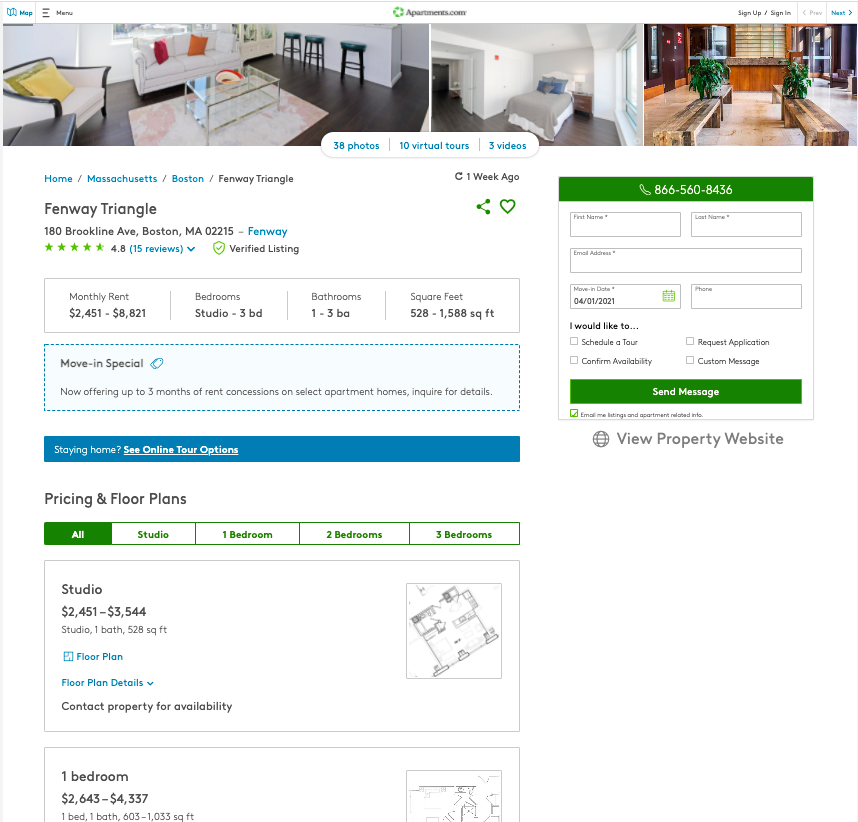 Map Menu Apartments.com Sign Up / Sign In Prev Next
38 photos 10 virtual tours 3 videos
Home / Massachusetts / Boston / Fenway Triangle
1 Week Ago
Fenway Triangle
180 Brookline Ave, Boston, MA 02215 – Fenway
4.8 (15 reviews) Verified Listing
Monthly Rent Bedrooms Bathrooms Square Feet
$2,451 - $8,821 Studio - 3 bd 1 - 3 ba 528 - 1,588 sq ft
Move-in Special
Now offering up to 3 months of rent concessions on select apartment homes, inquire for details.
Staying home? See Online Tour Options
Pricing & Floor Plans
All Studio 1 Bedroom 2 Bedrooms 3 Bedrooms
Studio
$2,451 – $3,544
Studio, 1 bath, 528 sq ft
Floor Plan
Floor Plan Details
Contact property for availability
1 bedroom
$2,643 – $4,337
1 bed, 1 bath, 603 – 1,033 sq ft
866-560-8436
First Name * Last Name *
Email Address *
Move-in Date * Phone
04/01/2021
I would like to...
Schedule a Tour Request Application
Confirm Availability Custom Message
Send Message
Email me listings and apartment related info.
View Property Website